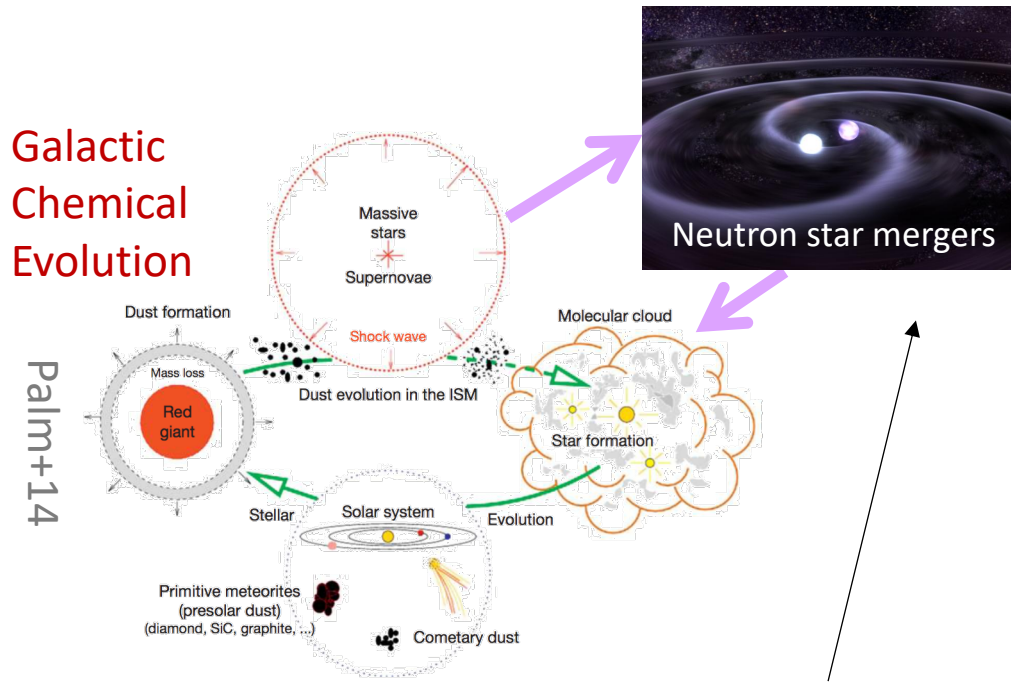 Galactic
Chemical
Evolution
Neutron star mergers
Massive
stars
Supernovae
Shock wave
Dust formation
Mass loss
Red
giant
Dust evolution in the ISM
Molecular cloud
Star formation
Palm+14
Stellar
Solar system
Evolution
Primitive meteorites
(presolar dust)
(diamond, SiC, graphite, ...)
Cometary dust